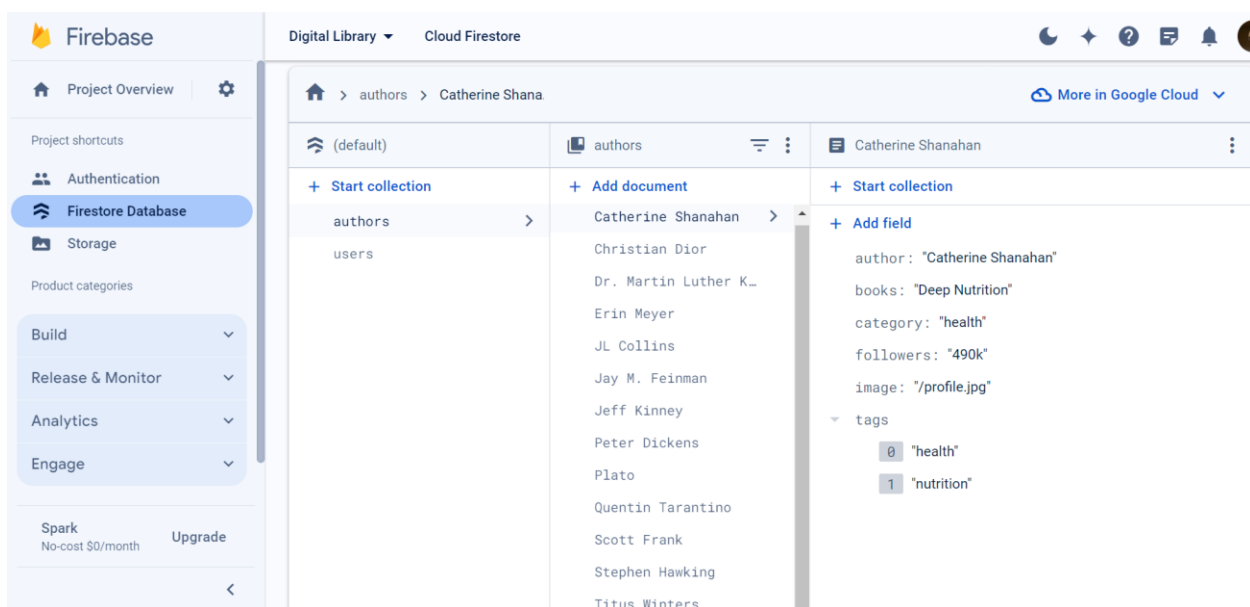 Firebase
Digital Library
Cloud Firestore
Project Overview
authors
Catherine Shana.
More in Google Cloud
Project shortcuts
(default)
authors
Catherine Shanahan
Authentication
+ Start collection
+ Add document
+ Start collection
Firestore Database
authors
Catherine Shanahan
+ Add field
Storage
users
Christian Dior
author: "Catherine Shanahan"
Product categories
Dr. Martin Luther K…
books: "Deep Nutrition"
Build
Erin Meyer
category: "health"
JL Collins
followers: "490k"
Release & Monitor
Jay M. Feinman
image: "/profile.jpg"
Analytics
Jeff Kinney
tags
Engage
Peter Dickens
0 "health"
Plato
1 "nutrition"
Quentin Tarantino
Spark
No-cost $0/month
Upgrade
Scott Frank
Stephen Hawking
Titus Winters